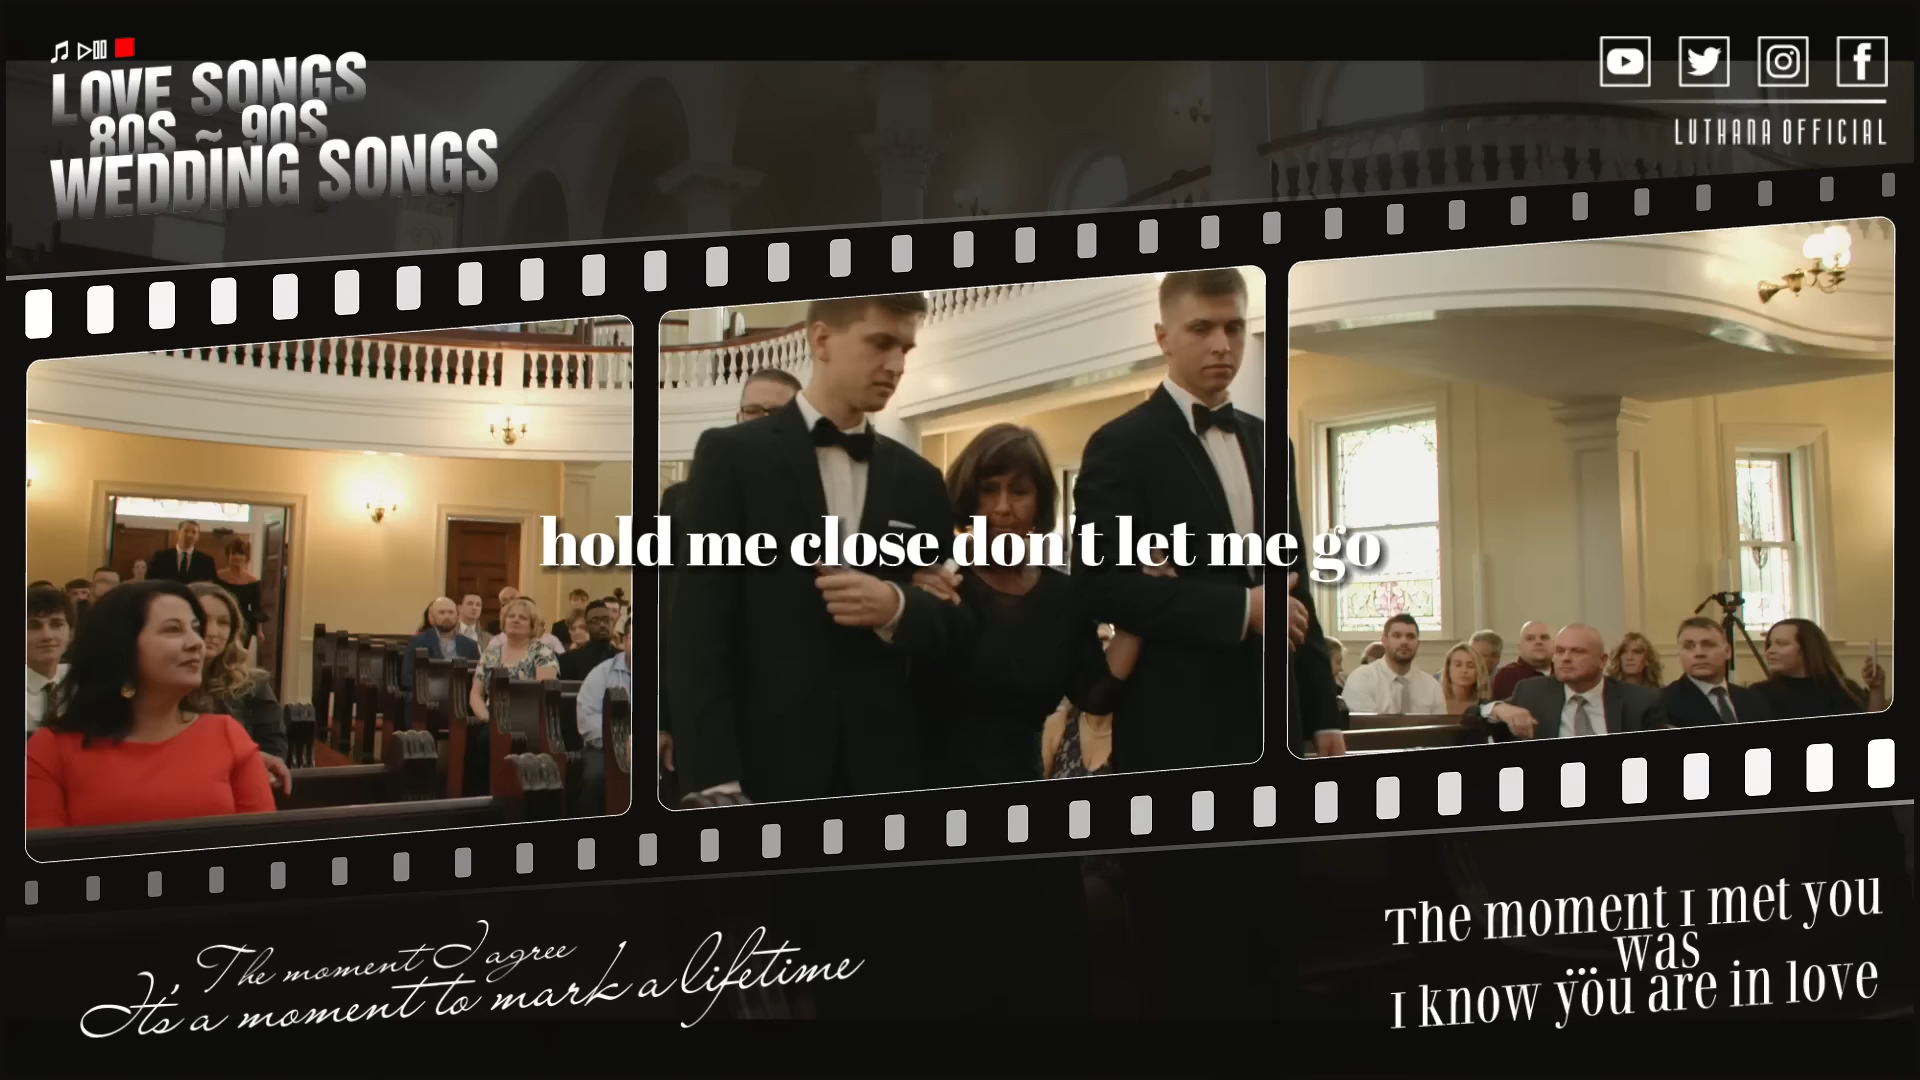 LOVE SONGS
80S ~ 90S
WEDDING SONGS
LUTHANA OFFICIAL
hold me close don't let me go
The moment I agree
It's a moment to mark a lifetime
The moment I met you
was
I know yöu are in love